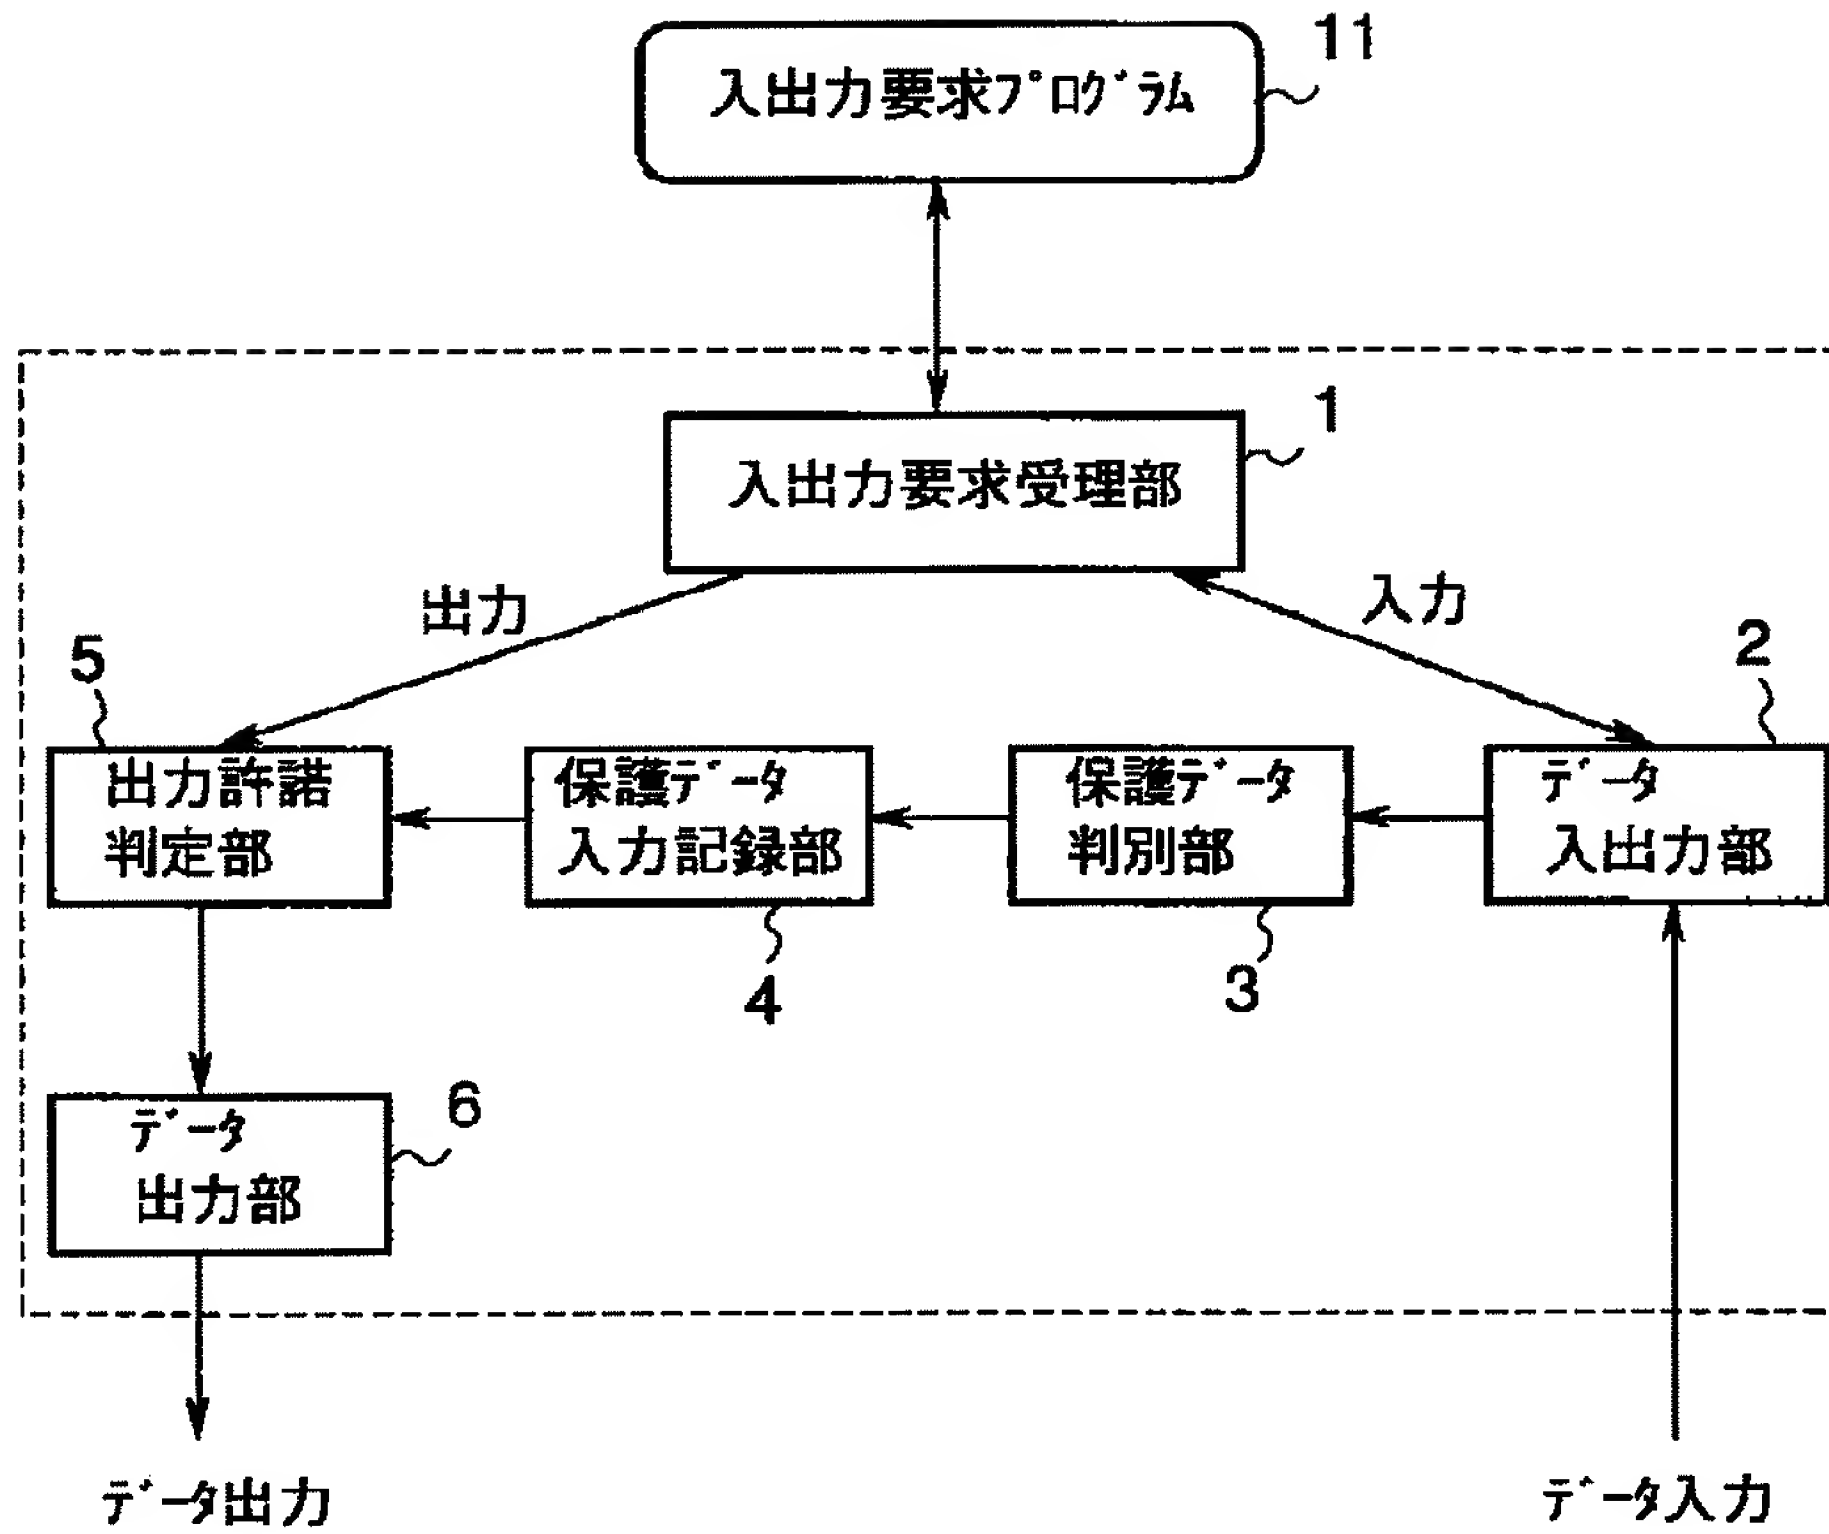 11
入出力要求プログラム
1
入出力要求受理部
出力
入力
5
2
出力許諾
判定部
保護データ
入力記録部
保護データ
判別部
データ
入出力部
4
3
6
データ
出力部
データ出力
データ入力